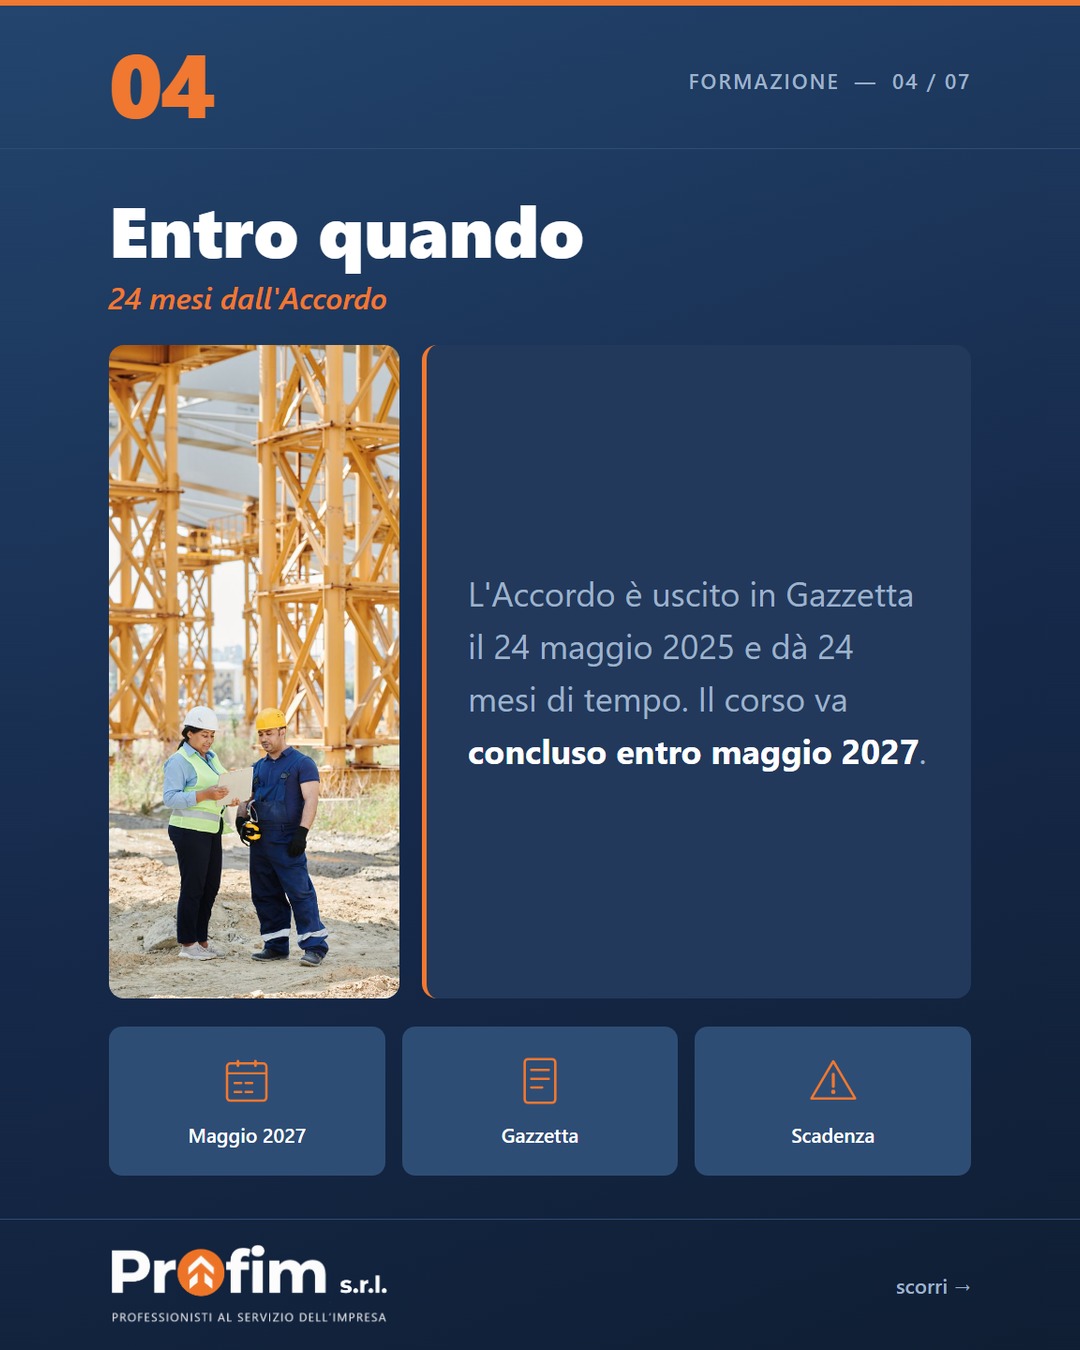 04
FORMAZIONE — 04 / 07
Entro quando
24 mesi dall'Accordo
L'Accordo è uscito in Gazzetta
il 24 maggio 2025 e dà 24
mesi di tempo. Il corso va
concluso entro maggio 2027.
Maggio 2027
Gazzetta
Scadenza
Profim s.r.l.
PROFESSIONISTI AL SERVIZIO DELL'IMPRESA
scorri →